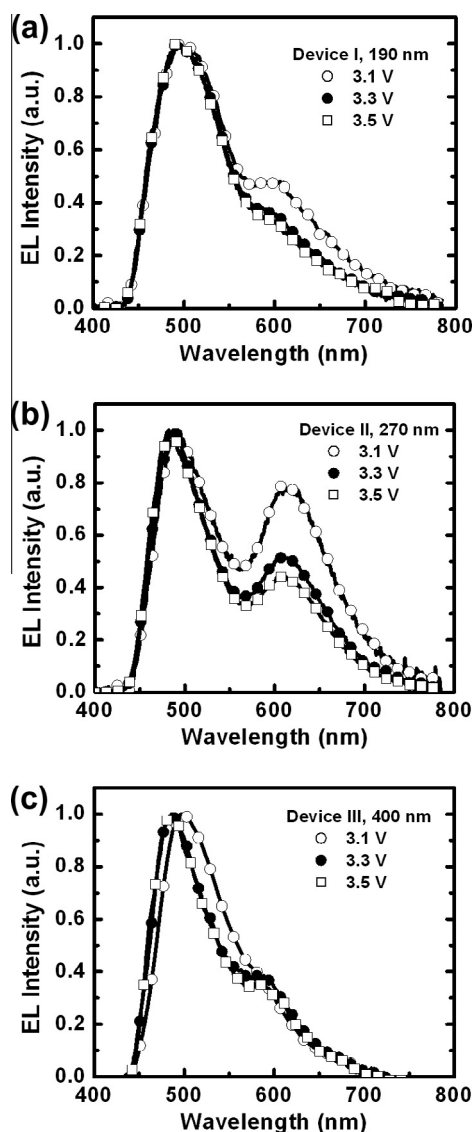 (a)
Device I, 190 nm
3.1 V
3.3 V
3.5 V
EL Intensity (a.u.)
1.0
0.8
0.6
0.4
0.2
0.0
400 500 600 700 800
Wavelength (nm)
(b)
Device II, 270 nm
3.1 V
3.3 V
3.5 V
EL Intensity (a.u.)
1.0
0.8
0.6
0.4
0.2
0.0
400 500 600 700 800
Wavelength (nm)
(c)
Device III, 400 nm
3.1 V
3.3 V
3.5 V
EL Intensity (a.u.)
1.0
0.8
0.6
0.4
0.2
0.0
400 500 600 700 800
Wavelength (nm)